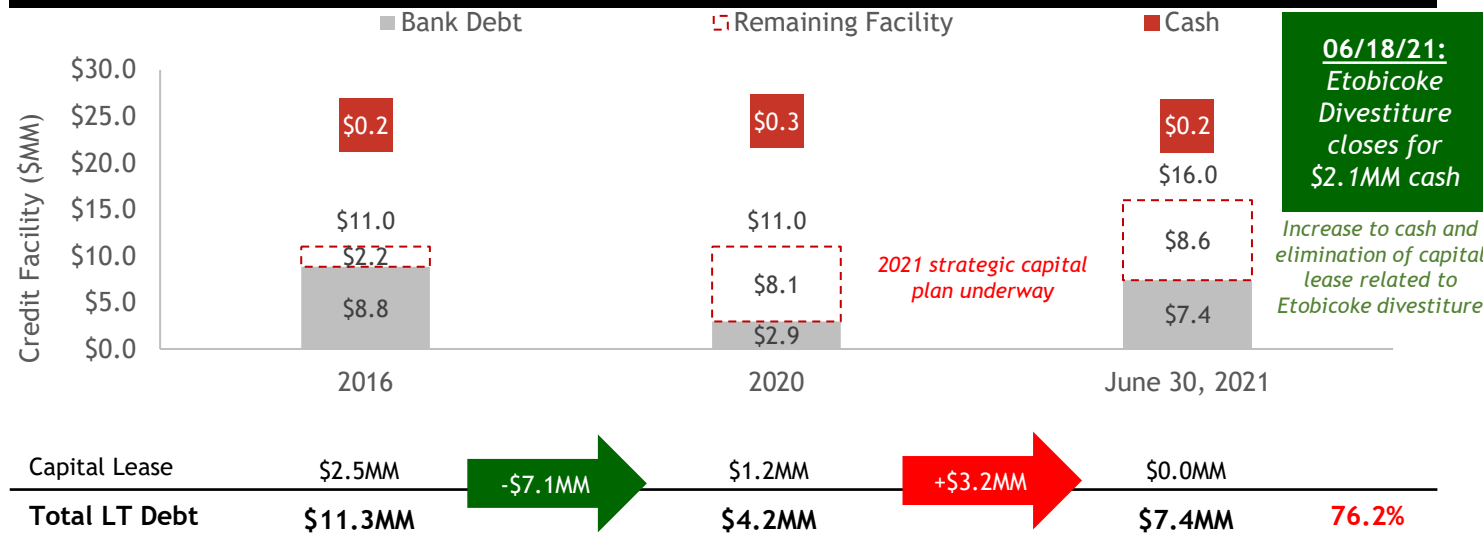 Bank Debt
Remaining Facility
Cash
06/18/21:
Etobicoke
Divestiture
closes for
$2.1MM cash
Increase to cash and
elimination of capital
lease related to
Etobicoke divestiture
Credit Facility ($MM)
$30.0
$25.0
$20.0
$15.0
$10.0
$5.0
$0.0
$0.2
$11.0
$2.2
$8.8
$0.3
$11.0
$8.1
$2.9
2021 strategic capital
plan underway
$0.2
$16.0
$8.6
$7.4
2016
2020
June 30, 2021
Capital Lease
$2.5MM
-$7.1MM
$1.2MM
+$3.2MM
$0.0MM
Total LT Debt
$11.3MM
$4.2MM
$7.4MM
76.2%